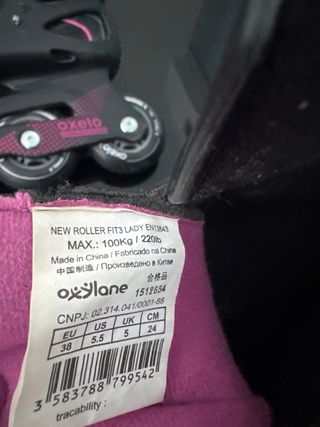 oxelo
oxelo
NEW ROLLER FIT3 LADY EN13843
MAX.: 100Kg / 220lb
Made in China / Fabricado na China
中国制造 / Произведено в Китае
合格品
oxylane 1512654
CNPJ: 02.314.041/0001-88
EU US UK CM
38 5.5 5 24
3 583788 799542
tracability :